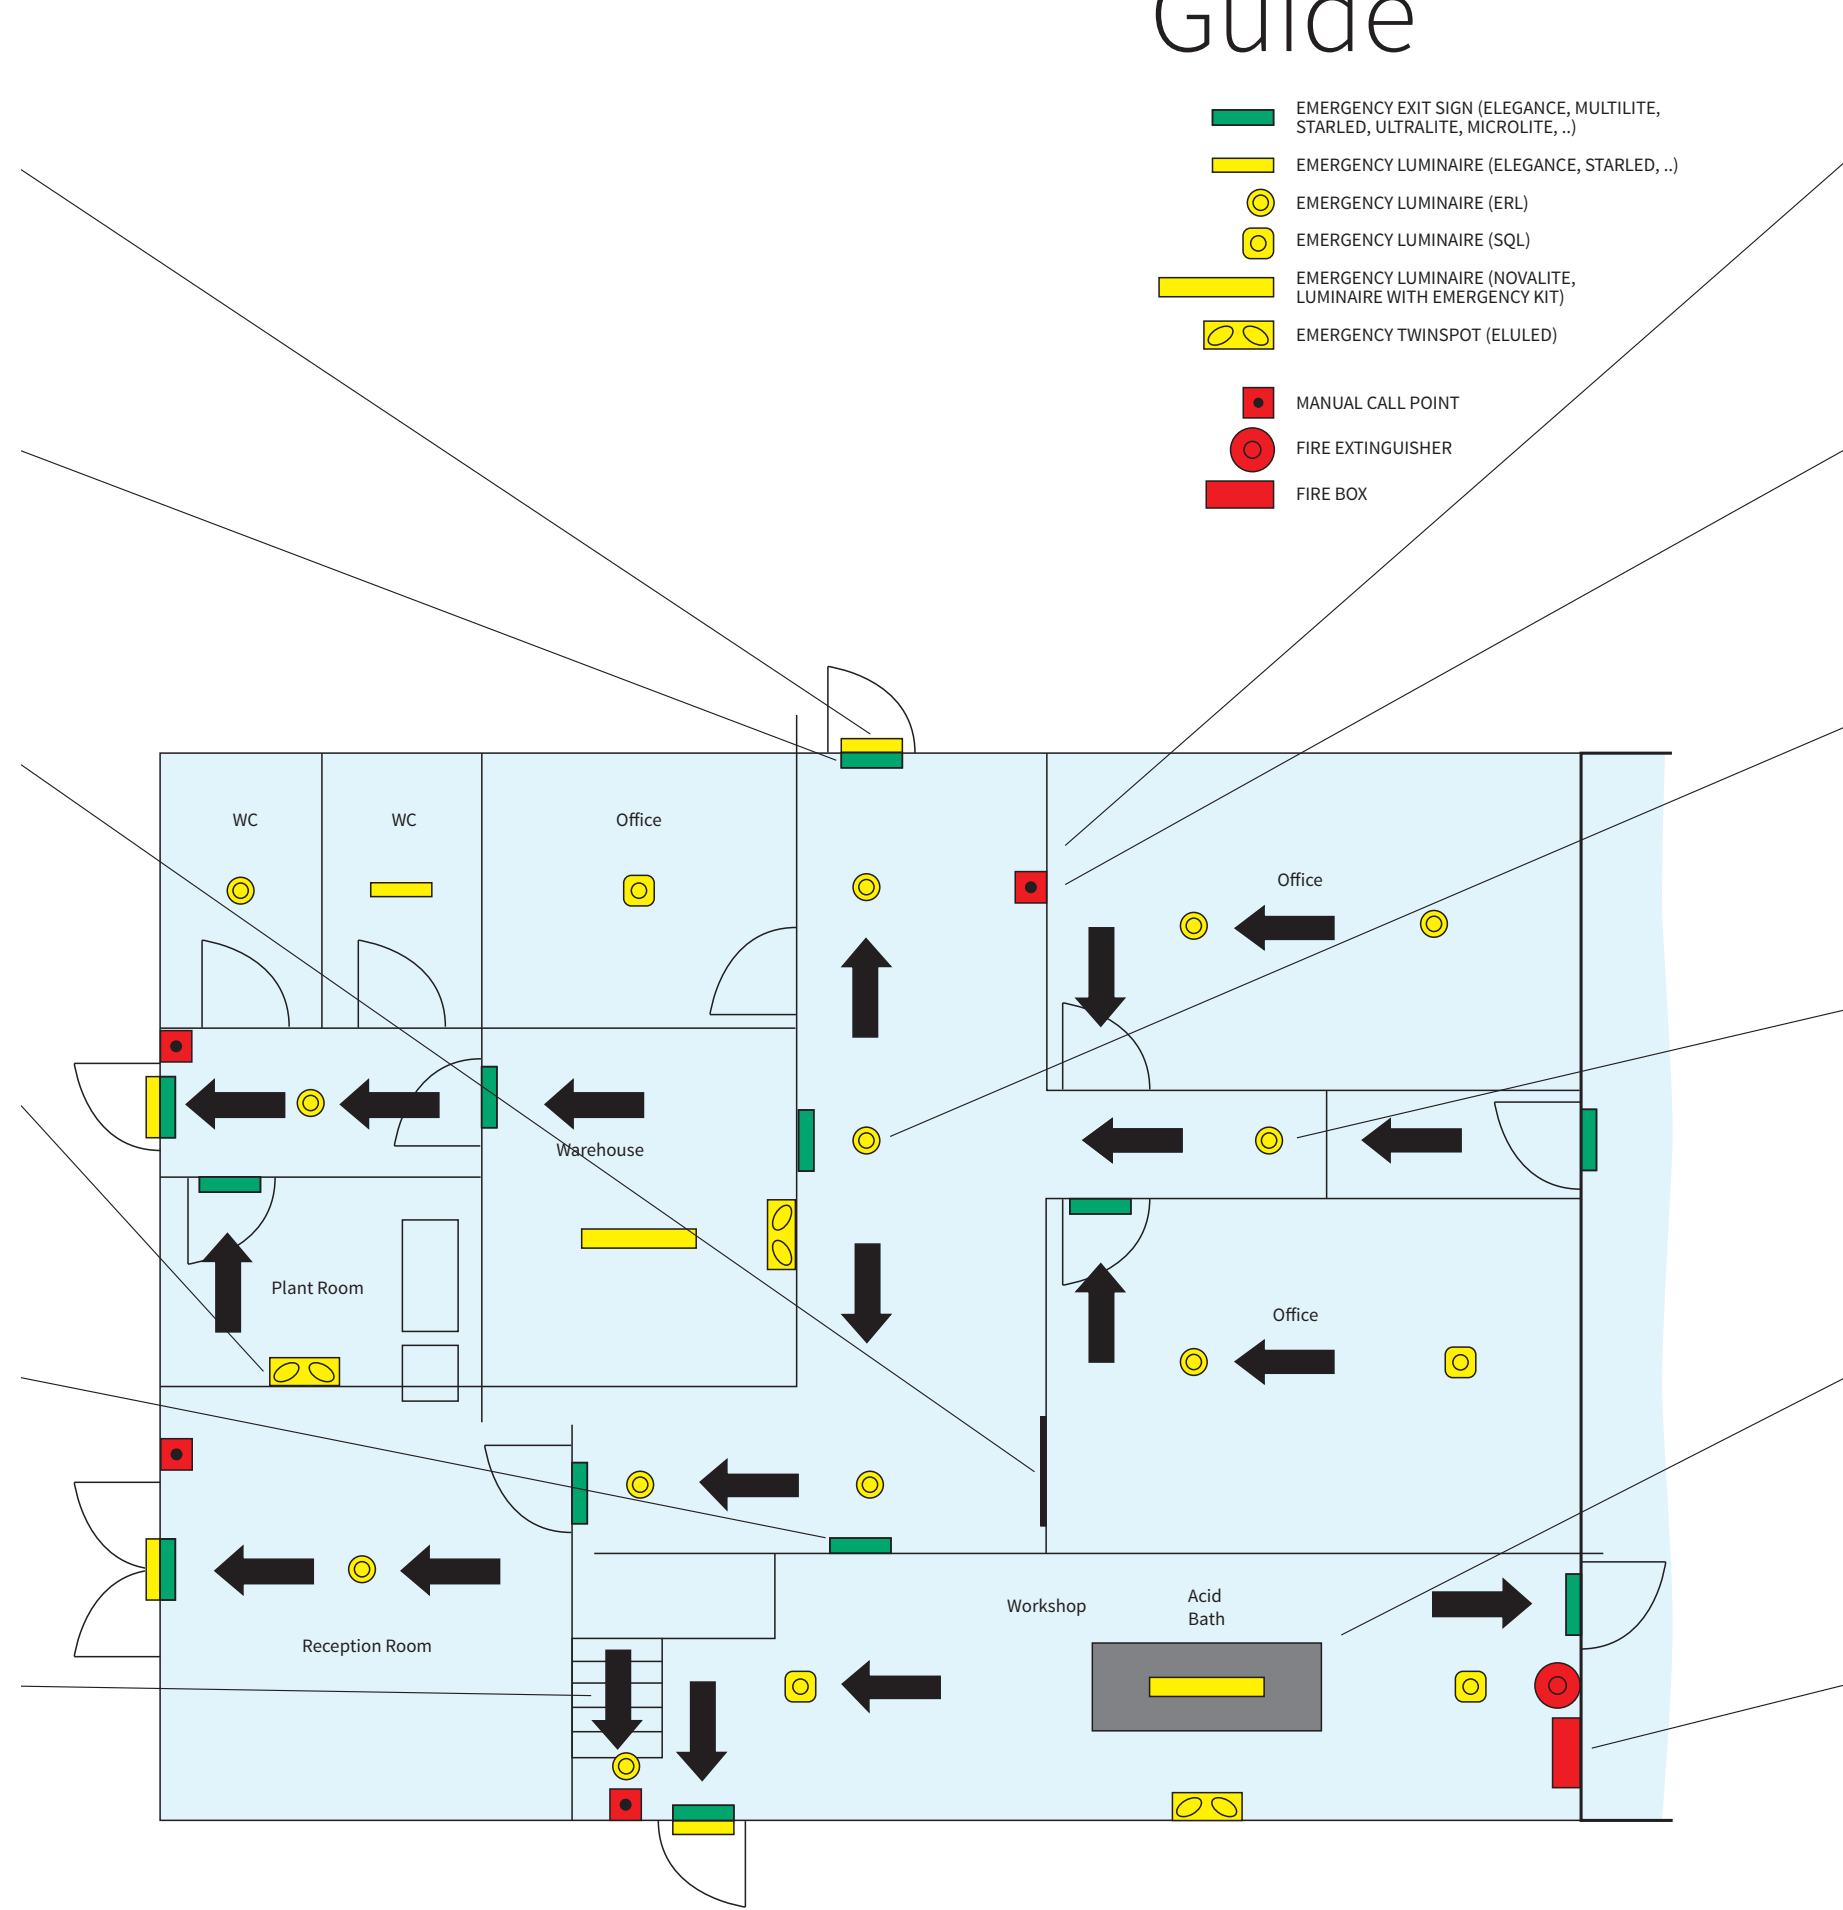 Guide
EMERGENCY EXIT SIGN (ELEGANCE, MULTILITE,
STARLED, ULTRALITE, MICROLITE, ..)
EMERGENCY LUMINAIRE (ELEGANCE, STARLED, ..)
EMERGENCY LUMINAIRE (ERL)
EMERGENCY LUMINAIRE (SQL)
EMERGENCY LUMINAIRE (NOVALITE,
LUMINAIRE WITH EMERGENCY KIT)
EMERGENCY TWINSPOT (ELULED)
MANUAL CALL POINT
FIRE EXTINGUISHER
FIRE BOX
WC
WC
Office
Office
Warehouse
Plant Room
Office
Workshop
Acid
Bath
Reception Room